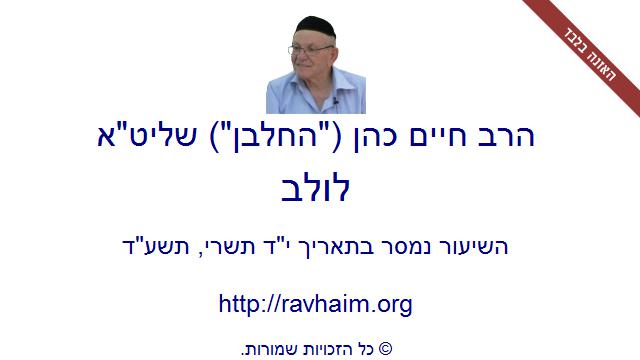 האזנה בלבד
הרב חיים כהן ("החלבן") שליט"א
לולב
השיעור נמסר בתאריך י"ד תשרי, תשע"ד
http://ravhaim.org
© כל הזכויות שמורות.